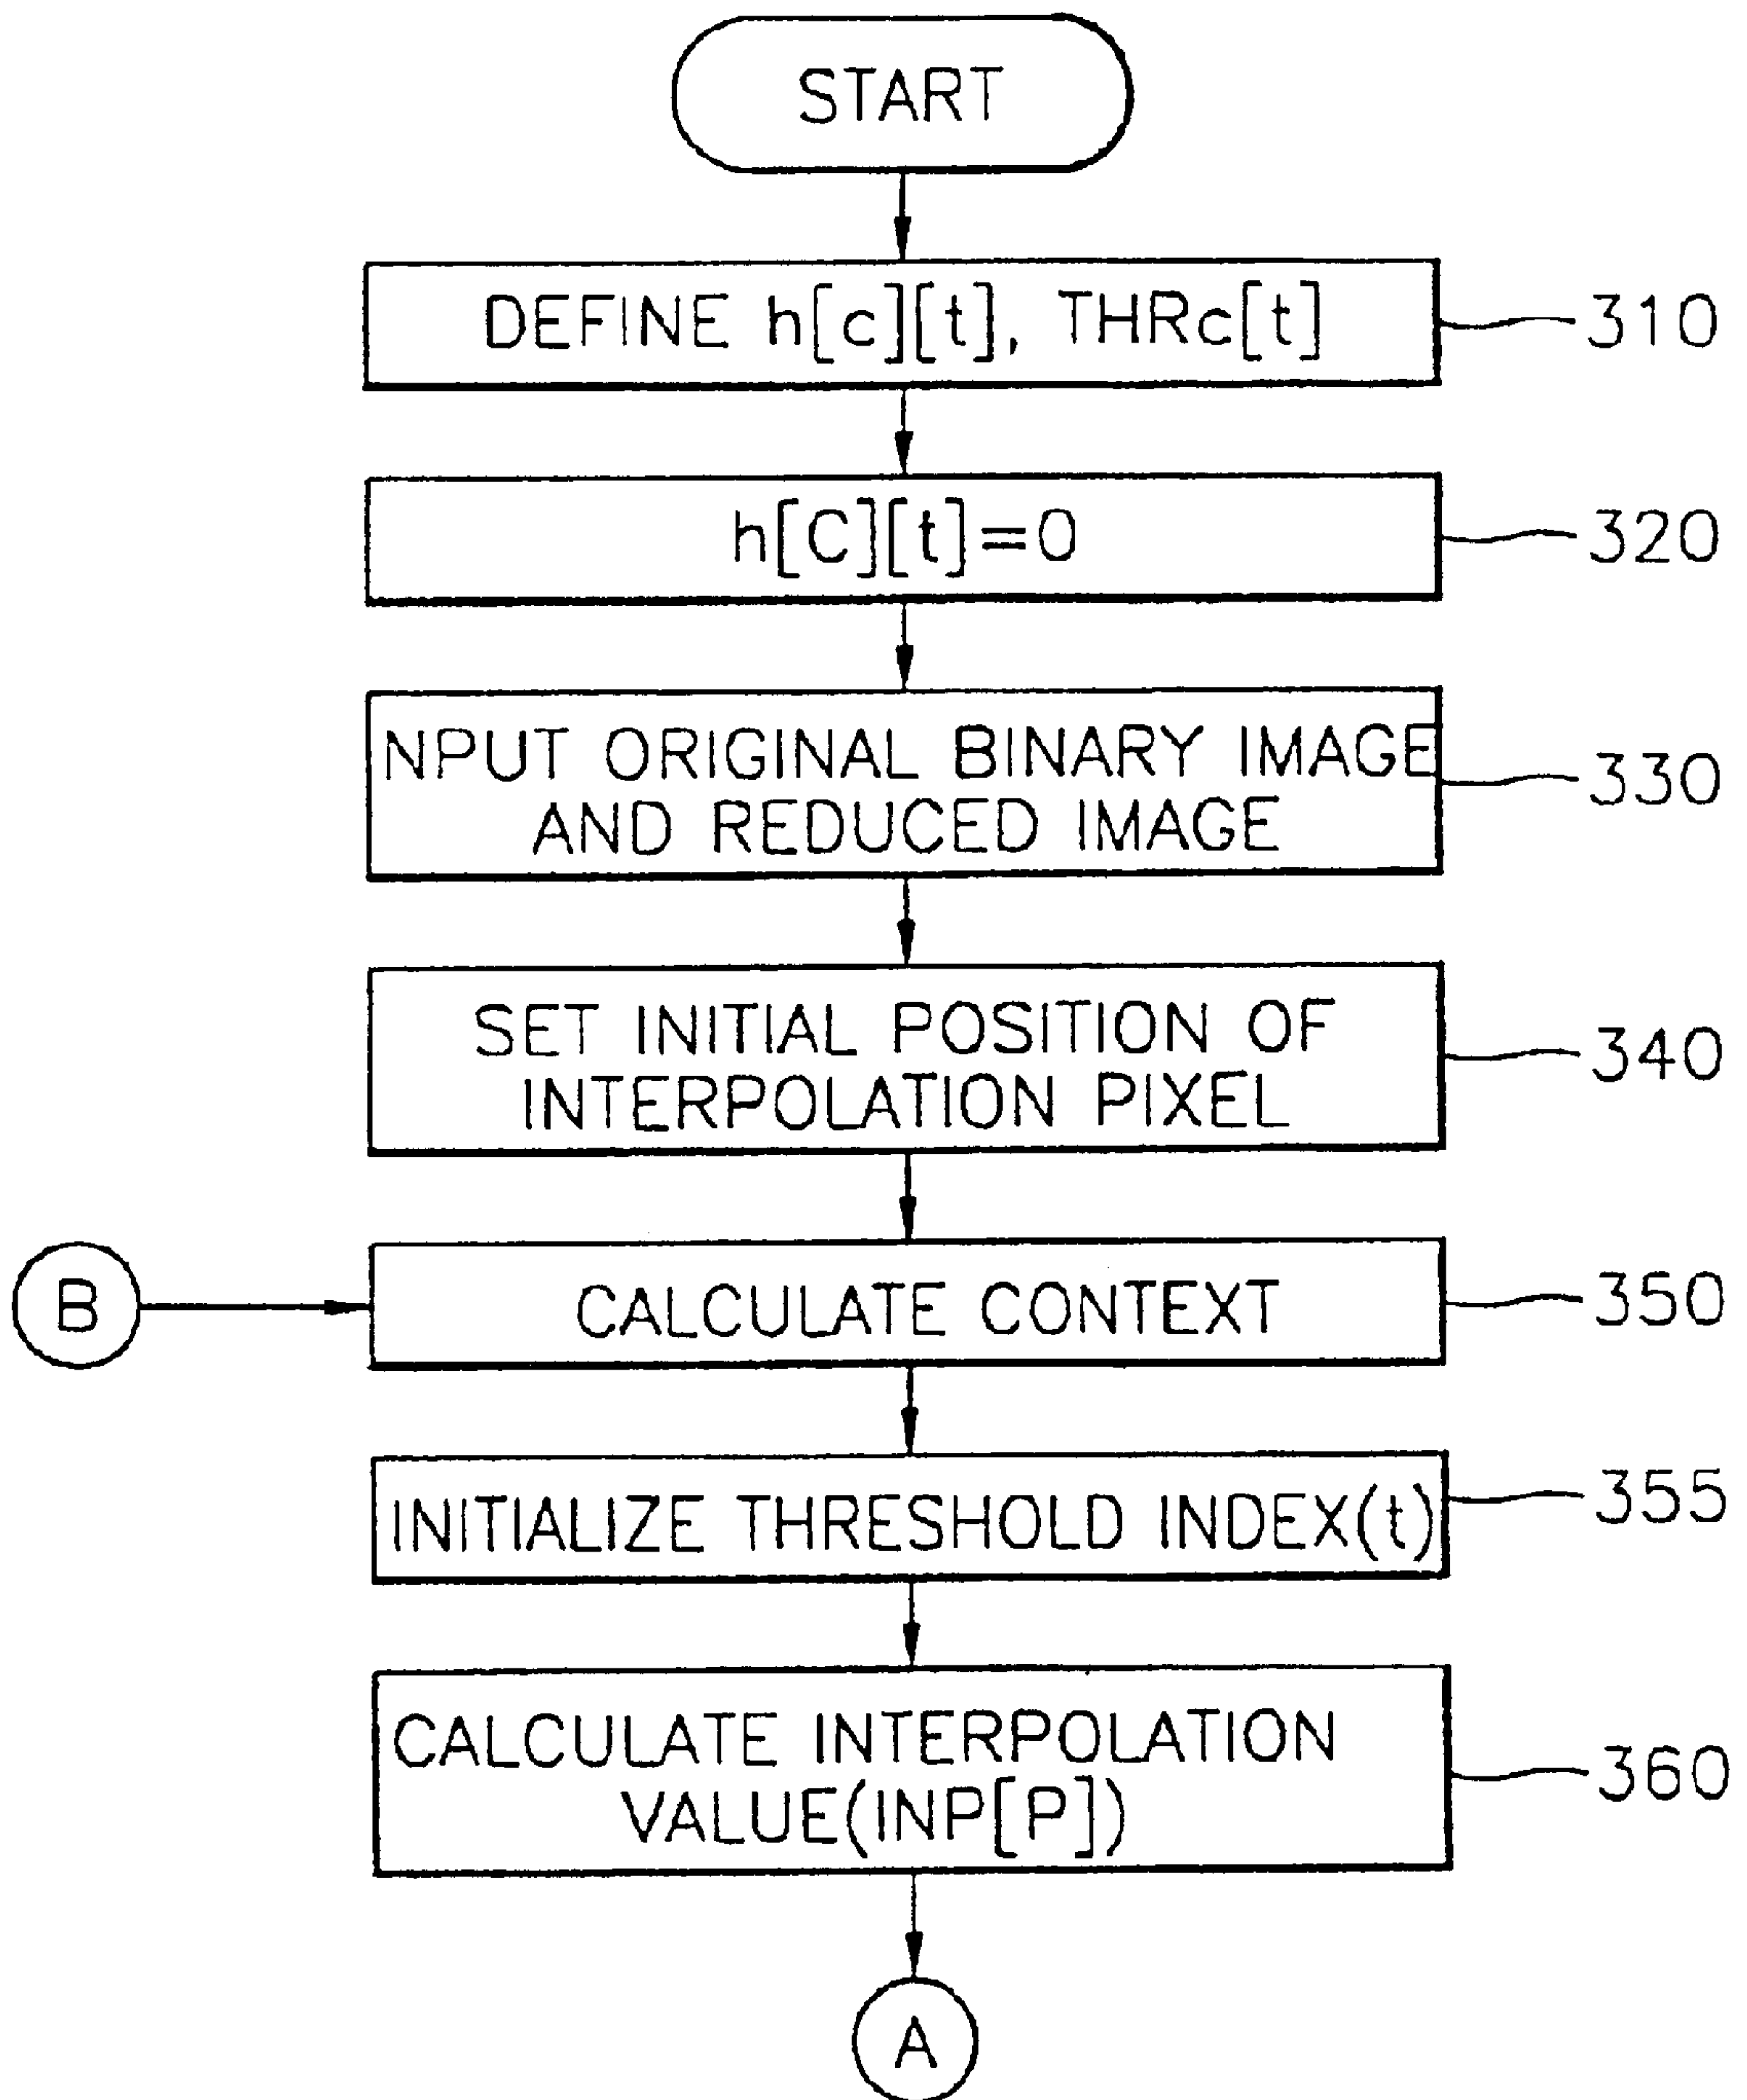 START
DEFINE h[c][t], THRc[t]
310
h[C][t]=0
320
NPUT ORIGINAL BINARY IMAGE
AND REDUCED IMAGE
330
SET INITIAL POSITION OF
INTERPOLATION PIXEL
340
B
CALCULATE CONTEXT
350
INITIALIZE THRESHOLD INDEX(t)
355
CALCULATE INTERPOLATION
VALUE(INP[P])
360
A